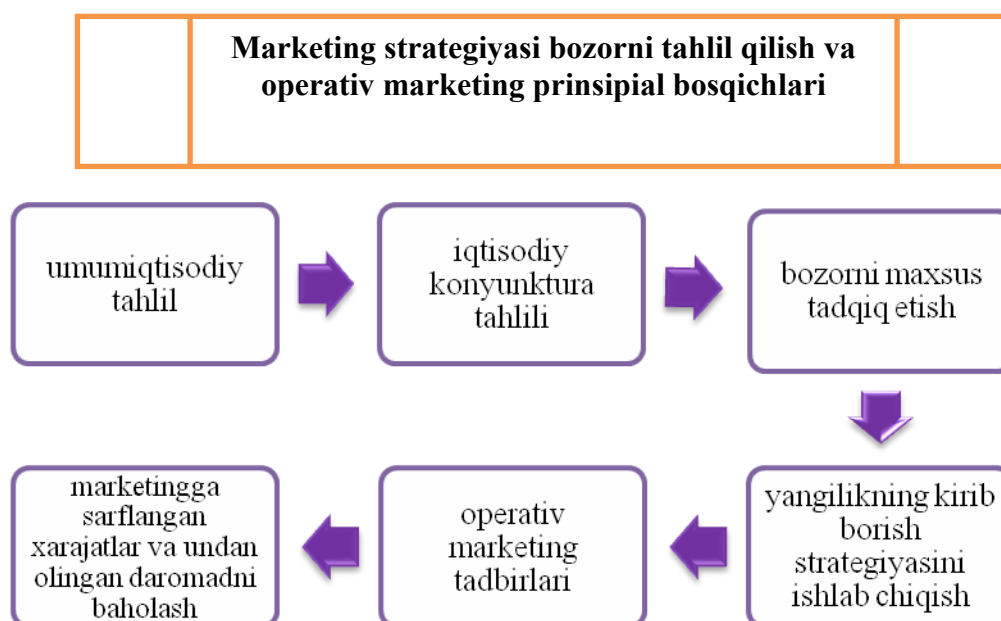 Marketing strategiyasi bozorni tahlil qilish va
operativ marketing prinsipial bosqichlari
umumiqtisodiy
tahlil
iqtisodiy
konyunktura
tahlili
bozorni maxsus
tadqiq etish
yangilikning kirib
borish
strategiyasini
ishlab chiqish
operativ
marketing
tadbirlari
marketingga
sarflangan
xarajatlar va undan
olingan daromadni
baholash